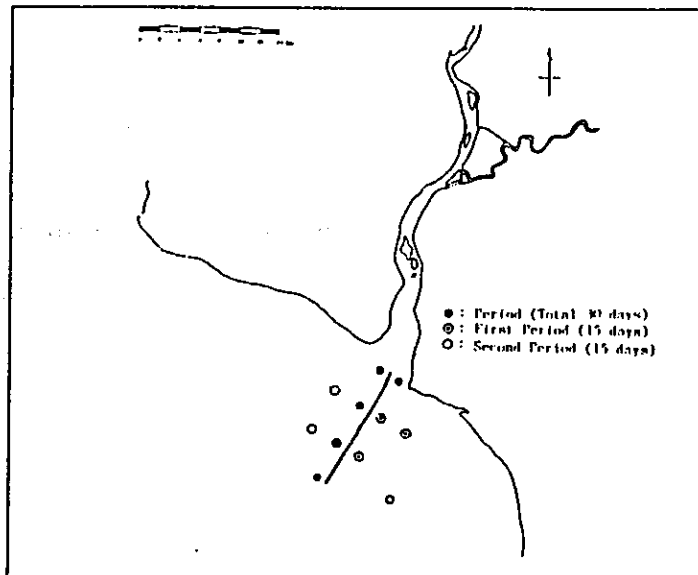 ● : Period (Total 30 days)
◉ : First Period (15 days)
○ : Second Period (15 days)